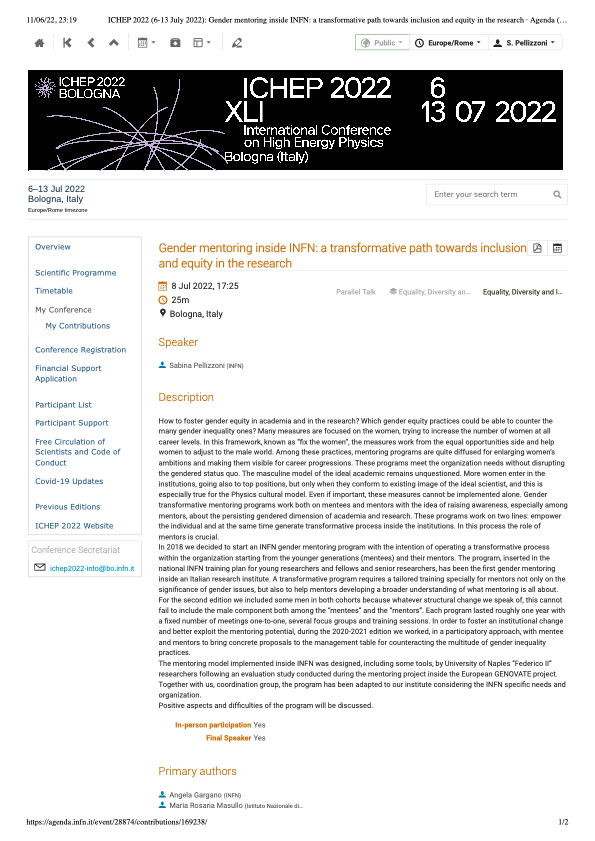 11/06/22, 23:19 ICHEP 2022 (6-13 July 2022): Gender mentoring inside INFN: a transformative path towards inclusion and equity in the research · Agenda (…
Public Europe/Rome S. Pellizzoni
ICHEP 2022
BOLOGNA
ICHEP 2022 6
XLI 13 07 2022
International Conference
on High Energy Physics
Bologna (Italy)
6–13 Jul 2022
Bologna, Italy
Europe/Rome timezone
Enter your search term
Overview
Scientific Programme
Timetable
My Conference
My Contributions
Conference Registration
Financial Support
Application
Participant List
Participant Support
Free Circulation of
Scientists and Code of
Conduct
Covid-19 Updates
Previous Editions
ICHEP 2022 Website
Conference Secretariat
ichep2022-info@bo.infn.it
Gender mentoring inside INFN: a transformative path towards inclusion
and equity in the research
8 Jul 2022, 17:25
25m
Bologna, Italy
Parallel Talk Equality, Diversity an… Equality, Diversity and I…
Speaker
Sabina Pellizzoni (INFN)
Description
How to foster gender equity in academia and in the research? Which gender equity practices could be able to counter the
many gender inequality ones? Many measures are focused on the women, trying to increase the number of women at all
career levels. In this framework, known as “fix the women”, the measures work from the equal opportunities side and help
women to adjust to the male world. Among these practices, mentoring programs are quite diffused for enlarging women’s
ambitions and making them visible for career progressions. These programs meet the organization needs without disrupting
the gendered status quo. The masculine model of the ideal academic remains unquestioned. More women enter in the
institutions, going also to top positions, but only when they conform to existing image of the ideal scientist, and this is
especially true for the Physics cultural model. Even if important, these measures cannot be implemented alone. Gender
transformative mentoring programs work both on mentees and mentors with the idea of raising awareness, especially among
mentors, about the persisting gendered dimension of academia and research. These programs work on two lines: empower
the individual and at the same time generate transformative process inside the institutions. In this process the role of
mentors is crucial.
In 2018 we decided to start an INFN gender mentoring program with the intention of operating a transformative process
within the organization starting from the younger generations (mentees) and their mentors. The program, inserted in the
national INFN training plan for young researchers and fellows and senior researchers, has been the first gender mentoring
inside an Italian research institute. A transformative program requires a tailored training specially for mentors not only on the
significance of gender issues, but also to help mentors developing a broader understanding of what mentoring is all about.
For the second edition we included some men in both cohorts because whatever structural change we speak of, this cannot
fail to include the male component both among the “mentees” and the “mentors”. Each program lasted roughly one year with
a fixed number of meetings one-to-one, several focus groups and training sessions. In order to foster an institutional change
and better exploit the mentoring potential, during the 2020-2021 edition we worked, in a participatory approach, with mentee
and mentors to bring concrete proposals to the management table for counteracting the multitude of gender inequality
practices.
The mentoring model implemented inside INFN was designed, including some tools, by University of Naples “Federico II”
researchers following an evaluation study conducted during the mentoring project inside the European GENOVATE project.
Together with us, coordination group, the program has been adapted to our institute considering the INFN specific needs and
organization.
Positive aspects and difficulties of the program will be discussed.
In-person participation Yes
Final Speaker Yes
Primary authors
Angela Gargano (INFN)
Maria Rosaria Masullo (Istituto Nazionale di…
https://agenda.infn.it/event/28874/contributions/169238/ 1/2